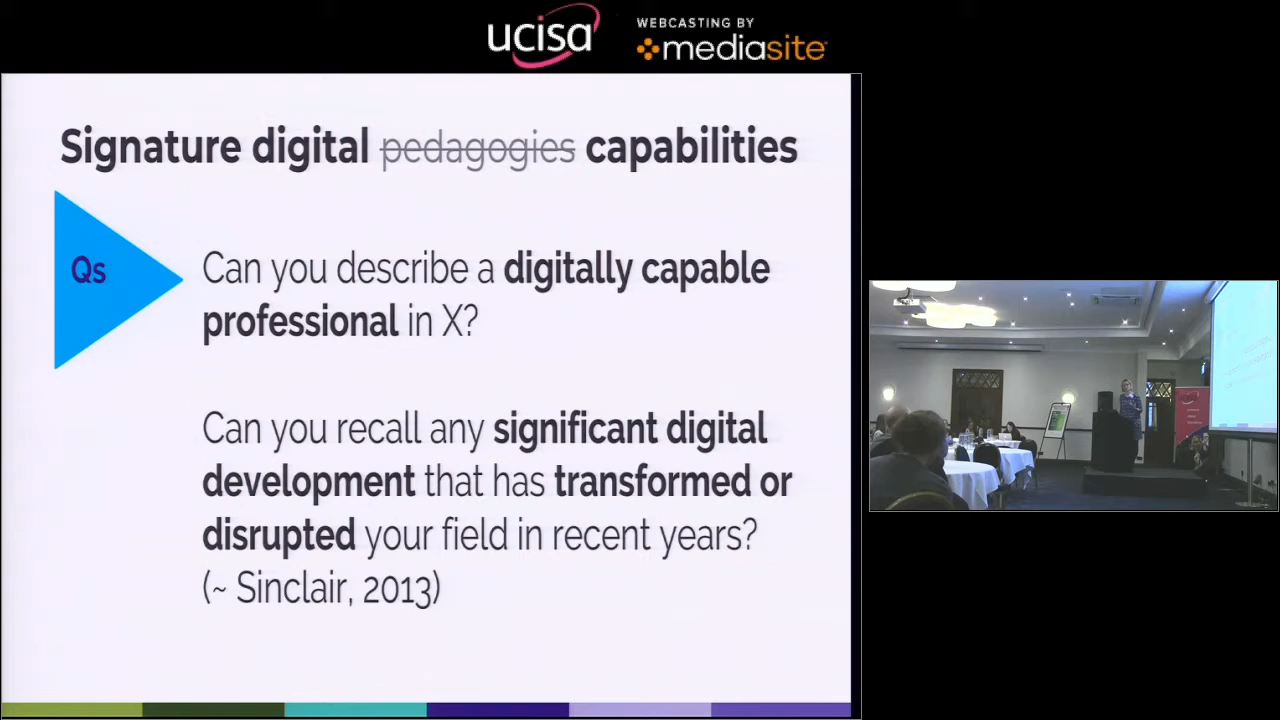 ucisa
WEBCASTING BY
mediasite
Signature digital pedagogies capabilities
Qs
Can you describe a digitally capable
professional in X?
Can you recall any significant digital
development that has transformed or
disrupted your field in recent years?
(~ Sinclair, 2013)